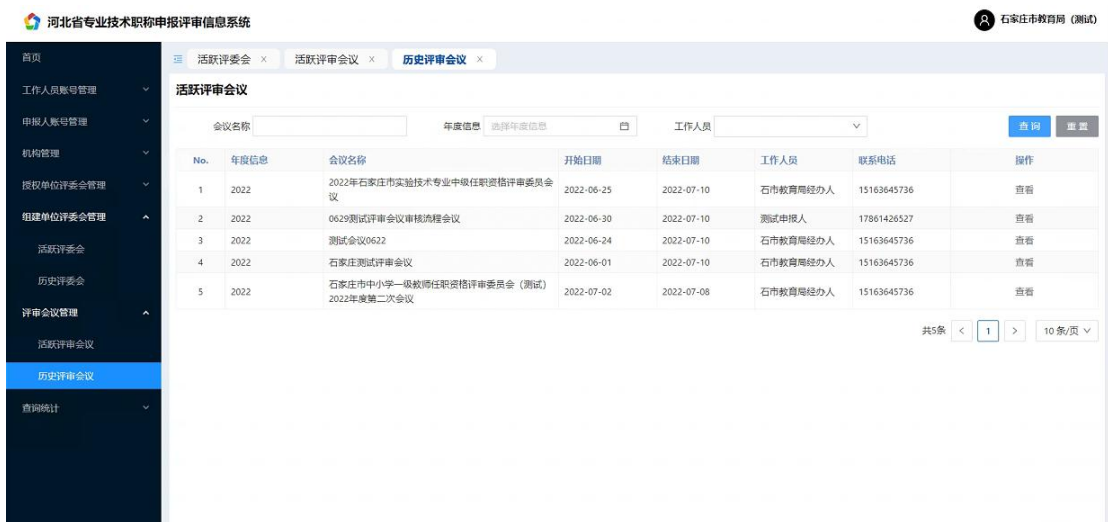 河北省专业技术职称申报评审信息系统
石家庄市教育局 (测试)
首页
工作人员账号管理
申报人账号管理
机构管理
授权单位评委会管理
组建单位评委会管理
活跃评委会
历史评委会
评审会议管理
活跃评审会议
历史评审会议
查询统计
活跃评委会 × 活跃评审会议 × 历史评审会议 ×
活跃评审会议
会议名称 年度信息 选择年度信息 工作人员 查询 重置
No. 年度信息 会议名称 开始日期 结束日期 工作人员 联系电话 操作
1 2022 2022年石家庄市实验技术专业中级任职资格评审委员会会议 2022-06-25 2022-07-10 石市教育局经办人 15163645736 查看
2 2022 0629测试评审会议审核流程会议 2022-06-30 2022-07-10 测试申报人 17861426527 查看
3 2022 测试会议0622 2022-06-24 2022-07-10 石市教育局经办人 15163645736 查看
4 2022 石家庄测试评审会议 2022-06-01 2022-07-10 石市教育局经办人 15163645736 查看
5 2022 石家庄市中小学一级教师任职资格评审委员会（测试）2022年度第二次会议 2022-07-02 2022-07-08 石市教育局经办人 15163645736 查看
共5条 < 1 > 10 条/页